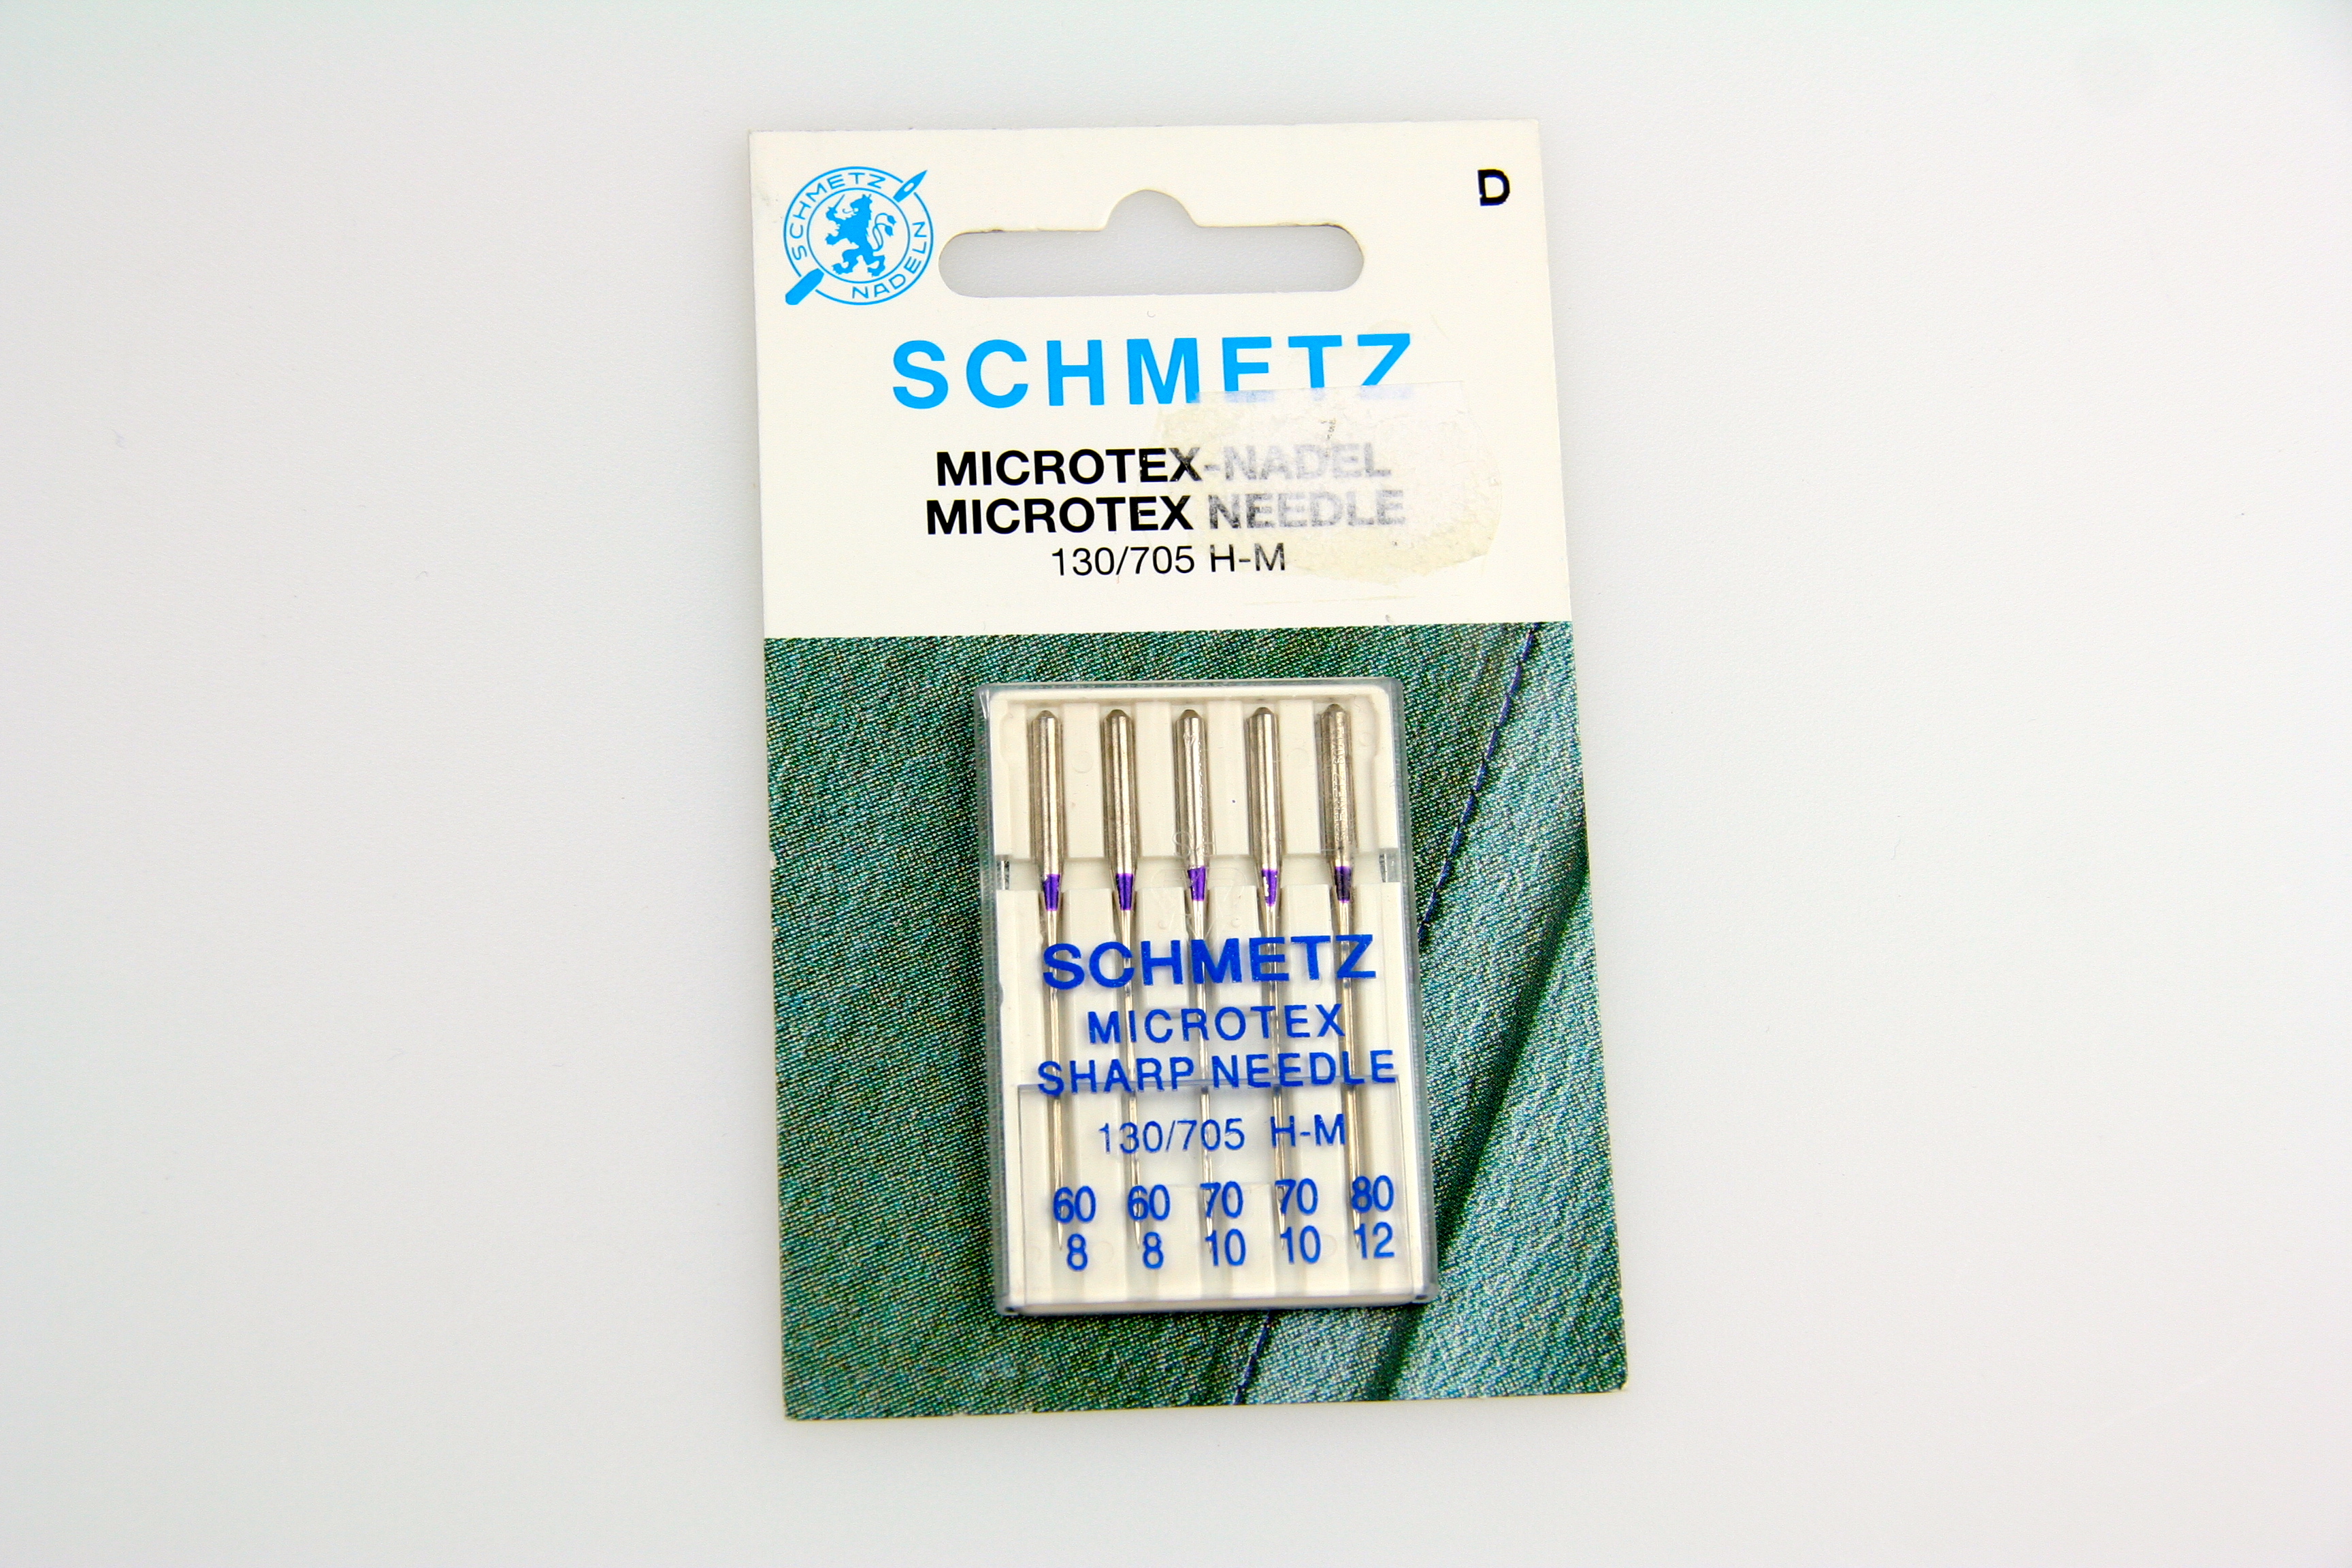 SCHMETZ
NADELN
D
SCHMETZ
MICROTEX-NADEL
MICROTEX NEEDLE
130/705 H-M
SCHMETZ
MICROTEX
SHARP NEEDLE
130/705 H-M
60 60 70 70 80
8 8 10 10 12